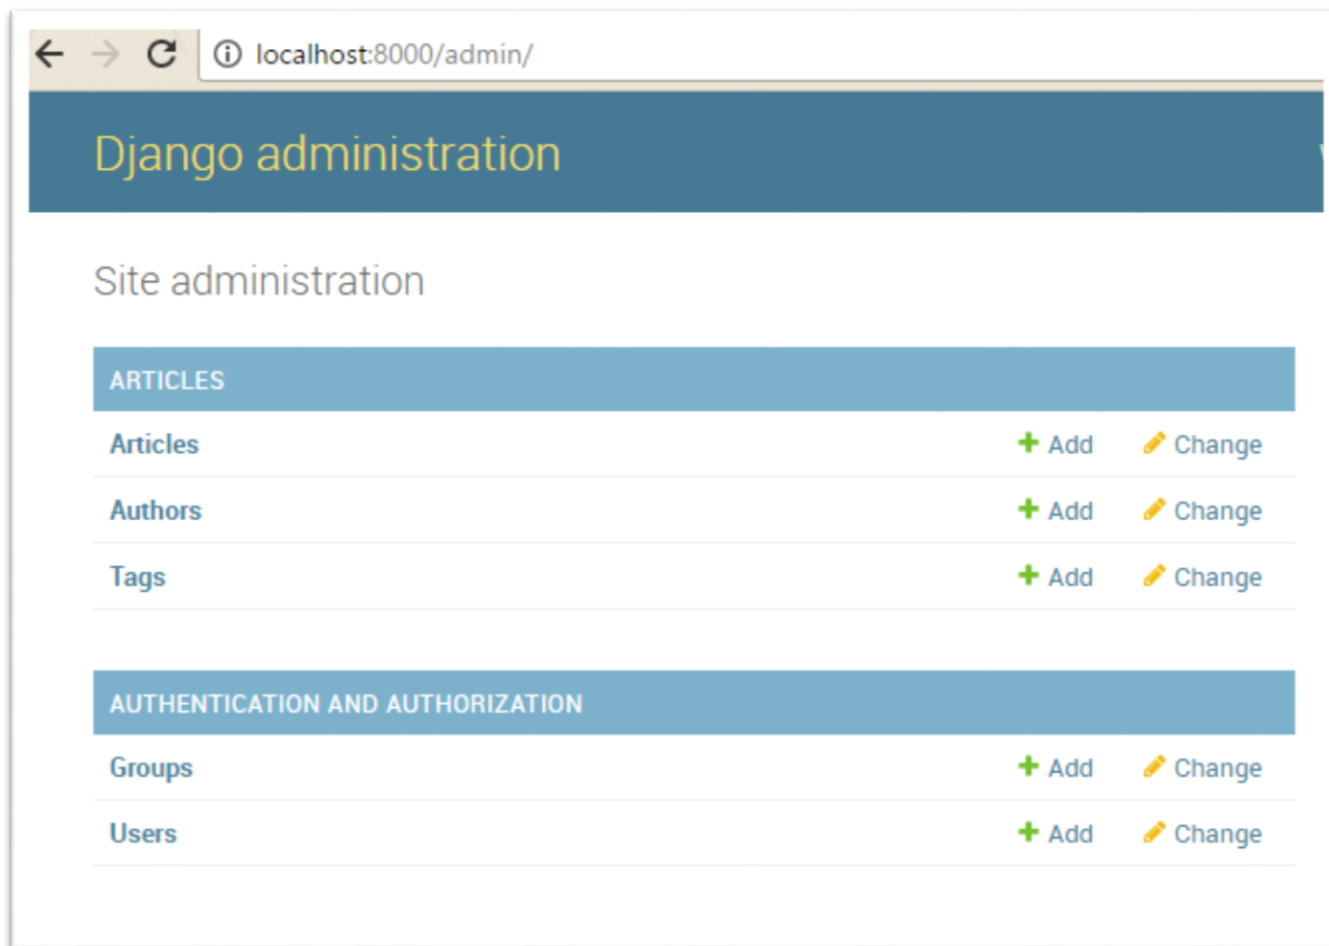 localhost:8000/admin/
Django administration
Site administration
ARTICLES
Articles + Add Change
Authors + Add Change
Tags + Add Change
AUTHENTICATION AND AUTHORIZATION
Groups + Add Change
Users + Add Change